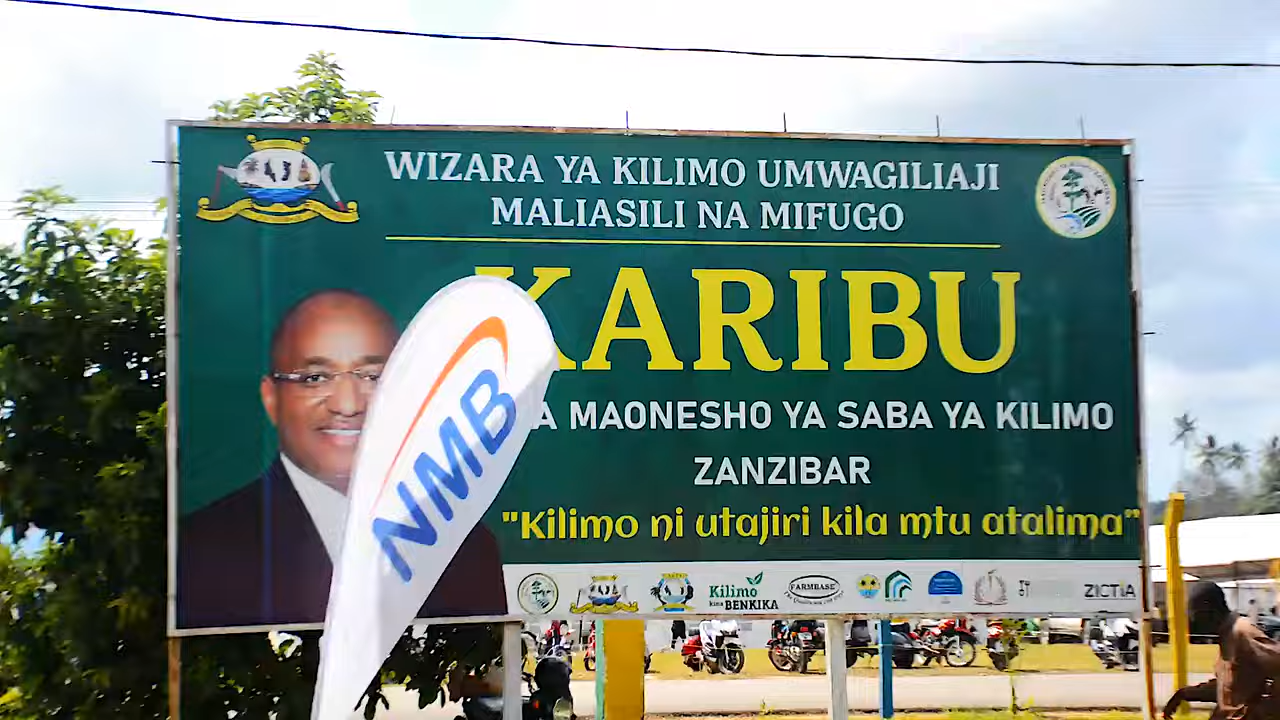 WIZARA YA KILIMO UMWAGILIAJI
MALIASILI NA MIFUGO
KARIBU
MAONESHO YA SABA YA KILIMO
ZANZIBAR
"Kilimo ni utajiri kila mtu atalima"
NMB
Kilimo
kina BENKIKA
FARMBASE
ZICTIA